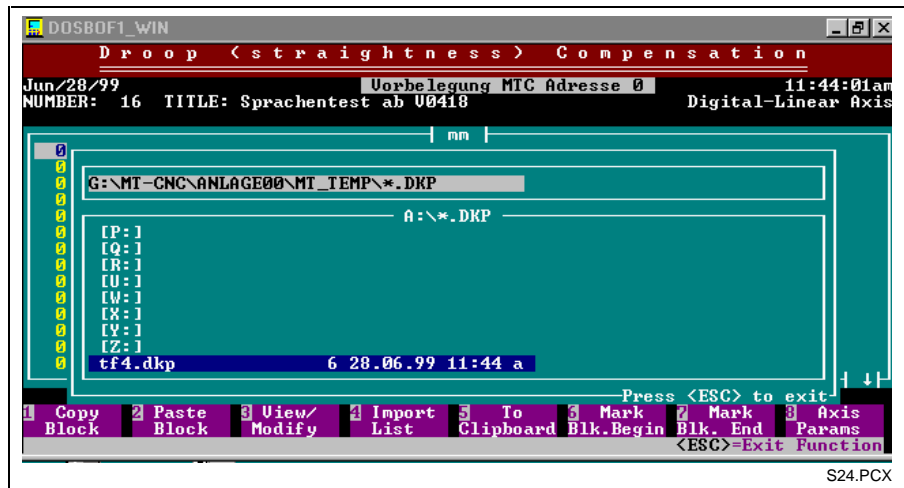 DOSBOF1_WIN
Droop <straightness> Compensation
Jun/28/99 Vorbelegung MTC Adresse 0 11:44:01am
NUMBER: 16 TITLE: Sprachentest ab V0418 Digital-Linear Axis
mm
0
0
0 G:\MT-CNC\ANLAGE00\MT_TEMP\*.DKP
0
0 A:\*.DKP
0 [P:]
0 [Q:]
0 [R:]
0 [U:]
0 [W:]
0 [X:]
0 [Y:]
0 [Z:]
0 tf4.dkp 6 28.06.99 11:44 a
Press <ESC> to exit
1 Copy Block 2 Paste Block 3 View/ Modify 4 Import List 5 To Clipboard 6 Mark Blk.Begin 7 Mark Blk. End 8 Axis Params
<ESC>=Exit Function
S24.PCX